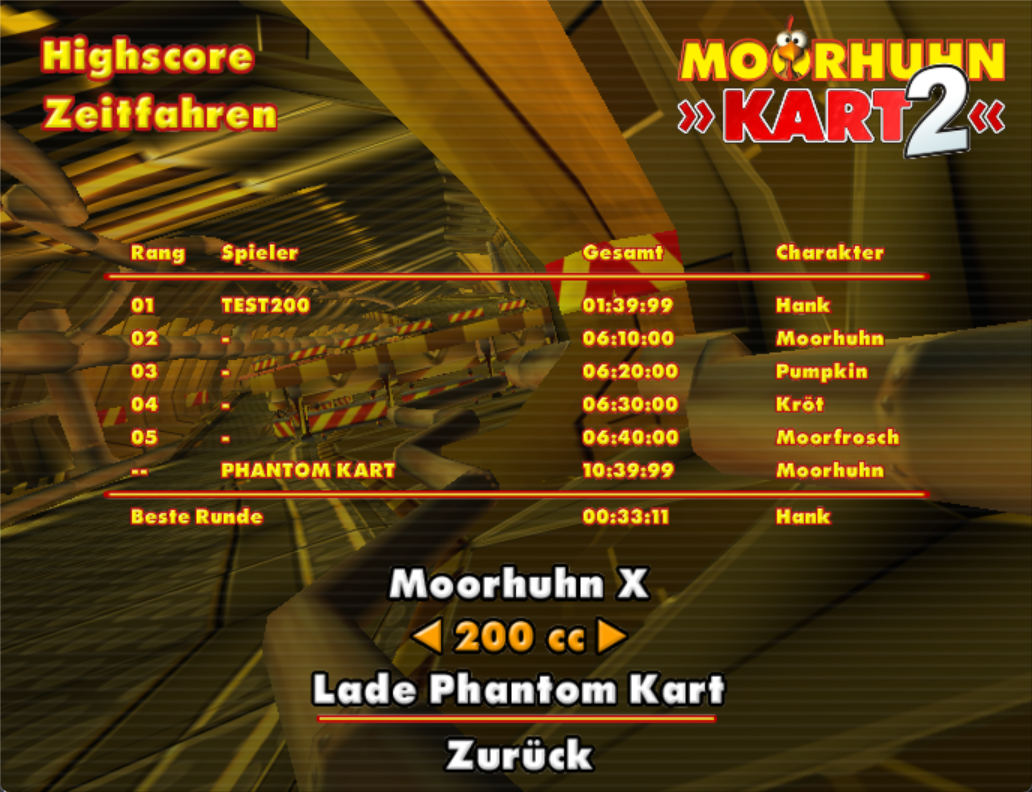 Highscore
Zeitfahren
MOORHUHN
KART 2
Rang Spieler Gesamt Charakter
01 TEST200 01:39:99 Hank
02 - 06:10:00 Moorhuhn
03 - 06:20:00 Pumpkin
04 - 06:30:00 Kröt
05 - 06:40:00 Moorfrosch
-- PHANTOM KART 10:39:99 Moorhuhn
Beste Runde 00:33:11 Hank
Moorhuhn X
200 cc
Lade Phantom Kart
Zurück